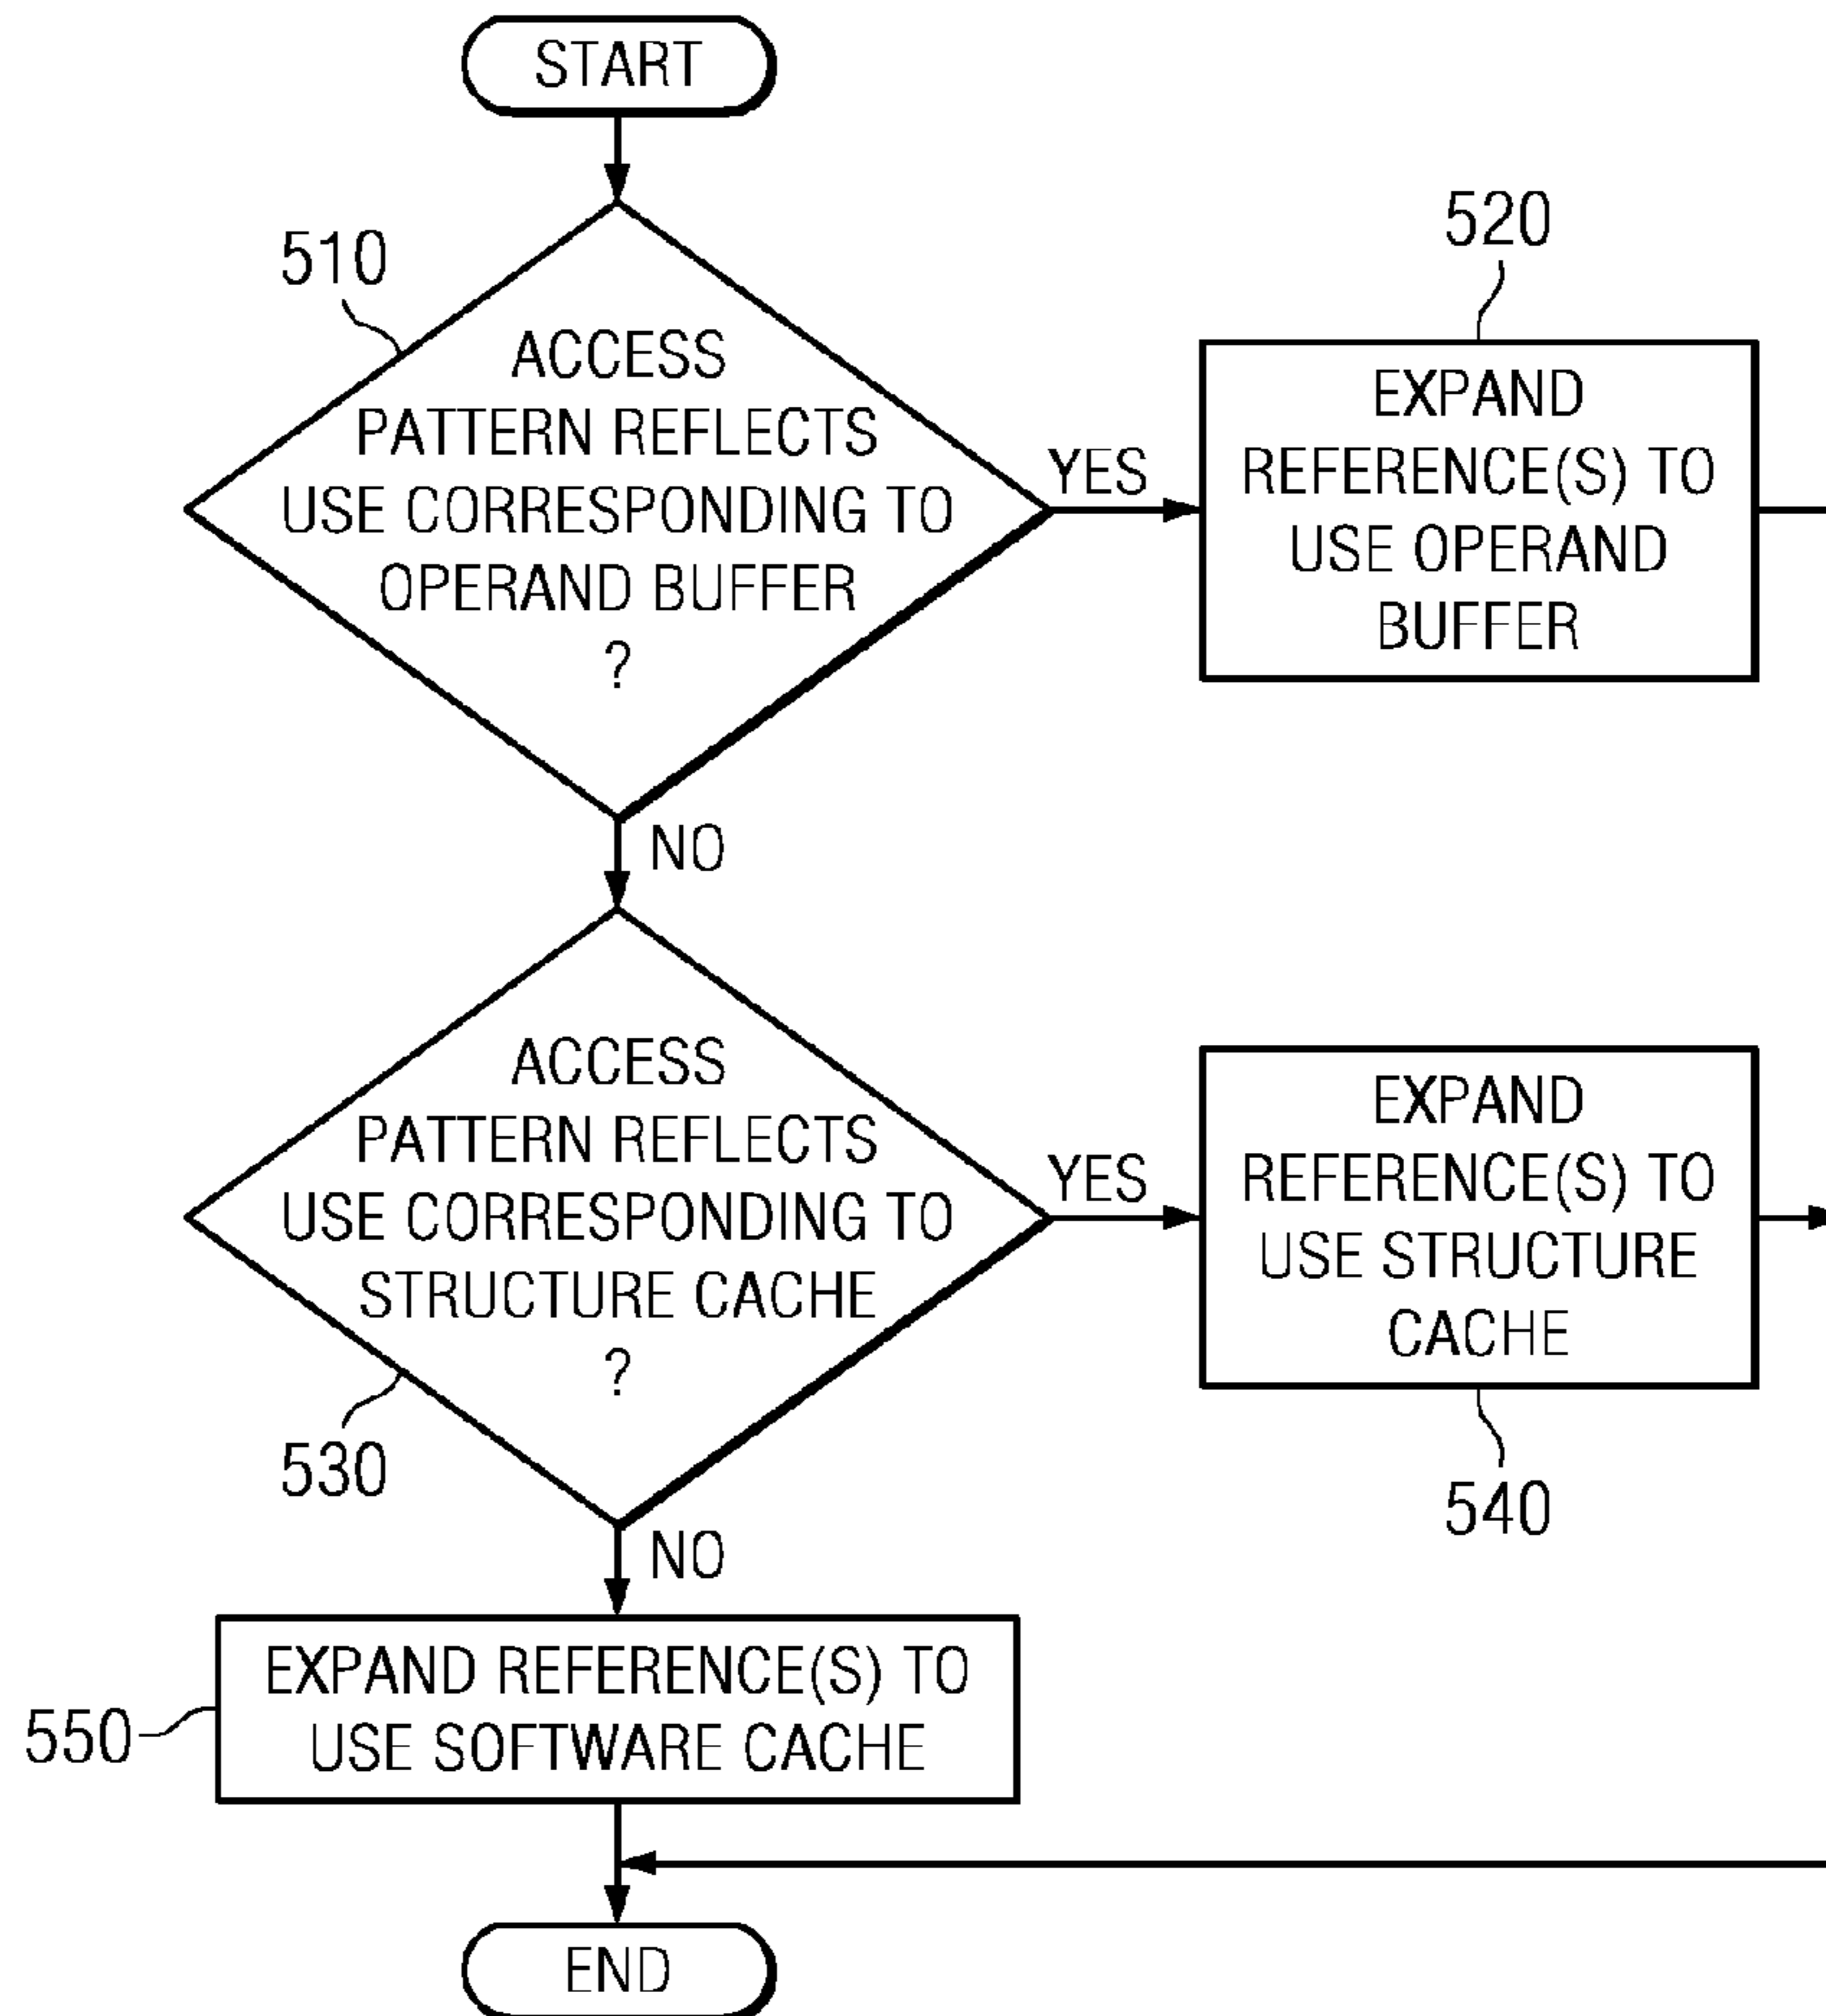 START
510
ACCESS
PATTERN REFLECTS
USE CORRESPONDING TO
OPERAND BUFFER
?
YES
520
EXPAND
REFERENCE(S) TO
USE OPERAND
BUFFER
NO
ACCESS
PATTERN REFLECTS
USE CORRESPONDING TO
STRUCTURE CACHE
?
530
YES
EXPAND
REFERENCE(S) TO
USE STRUCTURE
CACHE
540
NO
550
EXPAND REFERENCE(S) TO
USE SOFTWARE CACHE
END